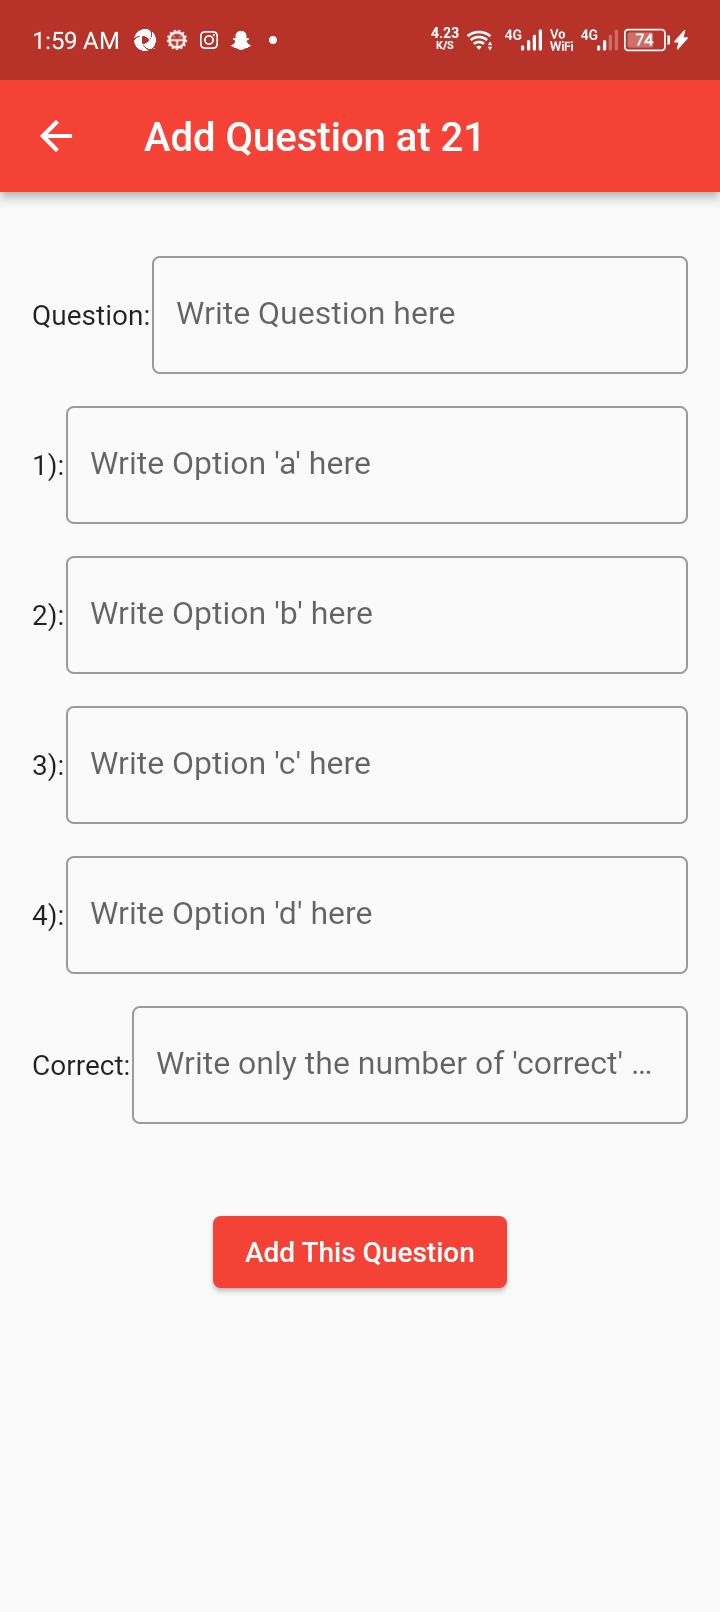 1:59 AM 4.23 K/S 4G Vo WiFi 4G 74
Add Question at 21
Question: Write Question here
1): Write Option 'a' here
2): Write Option 'b' here
3): Write Option 'c' here
4): Write Option 'd' here
Correct: Write only the number of 'correct' ...
Add This Question